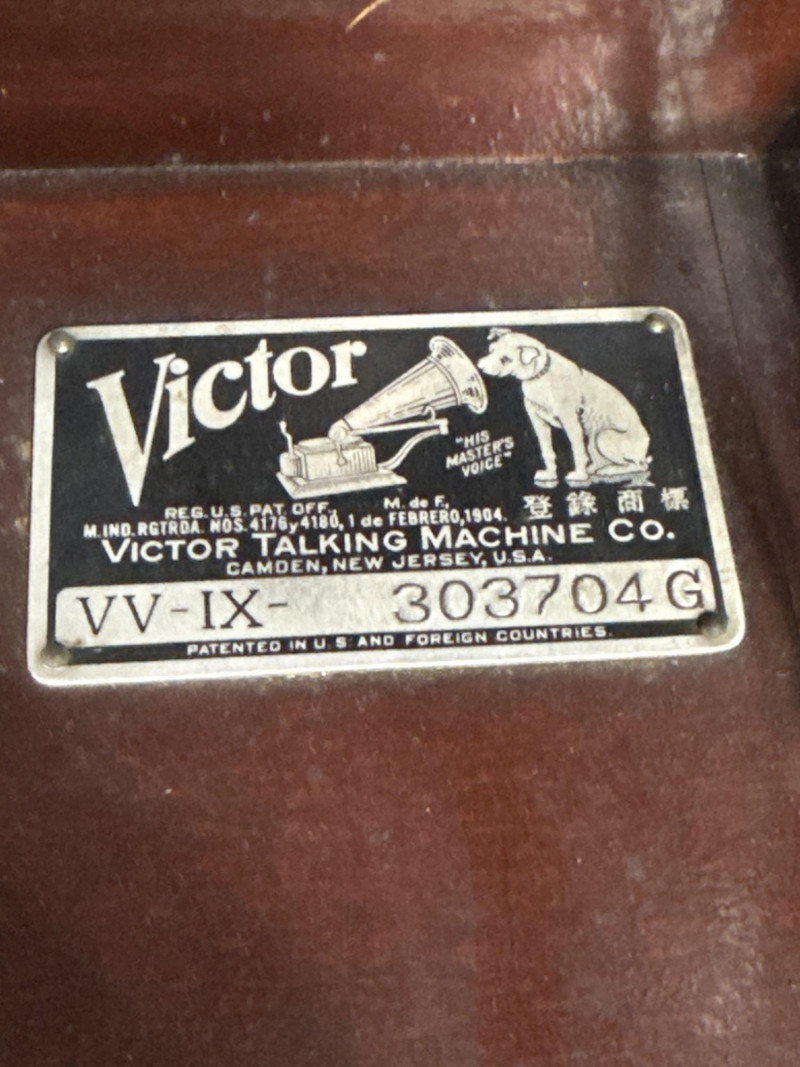 Victor
"HIS
MASTER'S
VOICE"
REG. U.S. PAT. OFF., M. de F.,
M. IND. RGTRDA. NOS. 4176 y 4180, 1 de FEBRERO, 1904. 登錄商標
VICTOR TALKING MACHINE CO.
CAMDEN, NEW JERSEY, U.S.A.
VV-IX- 303704 G
PATENTED IN U.S. AND FOREIGN COUNTRIES.